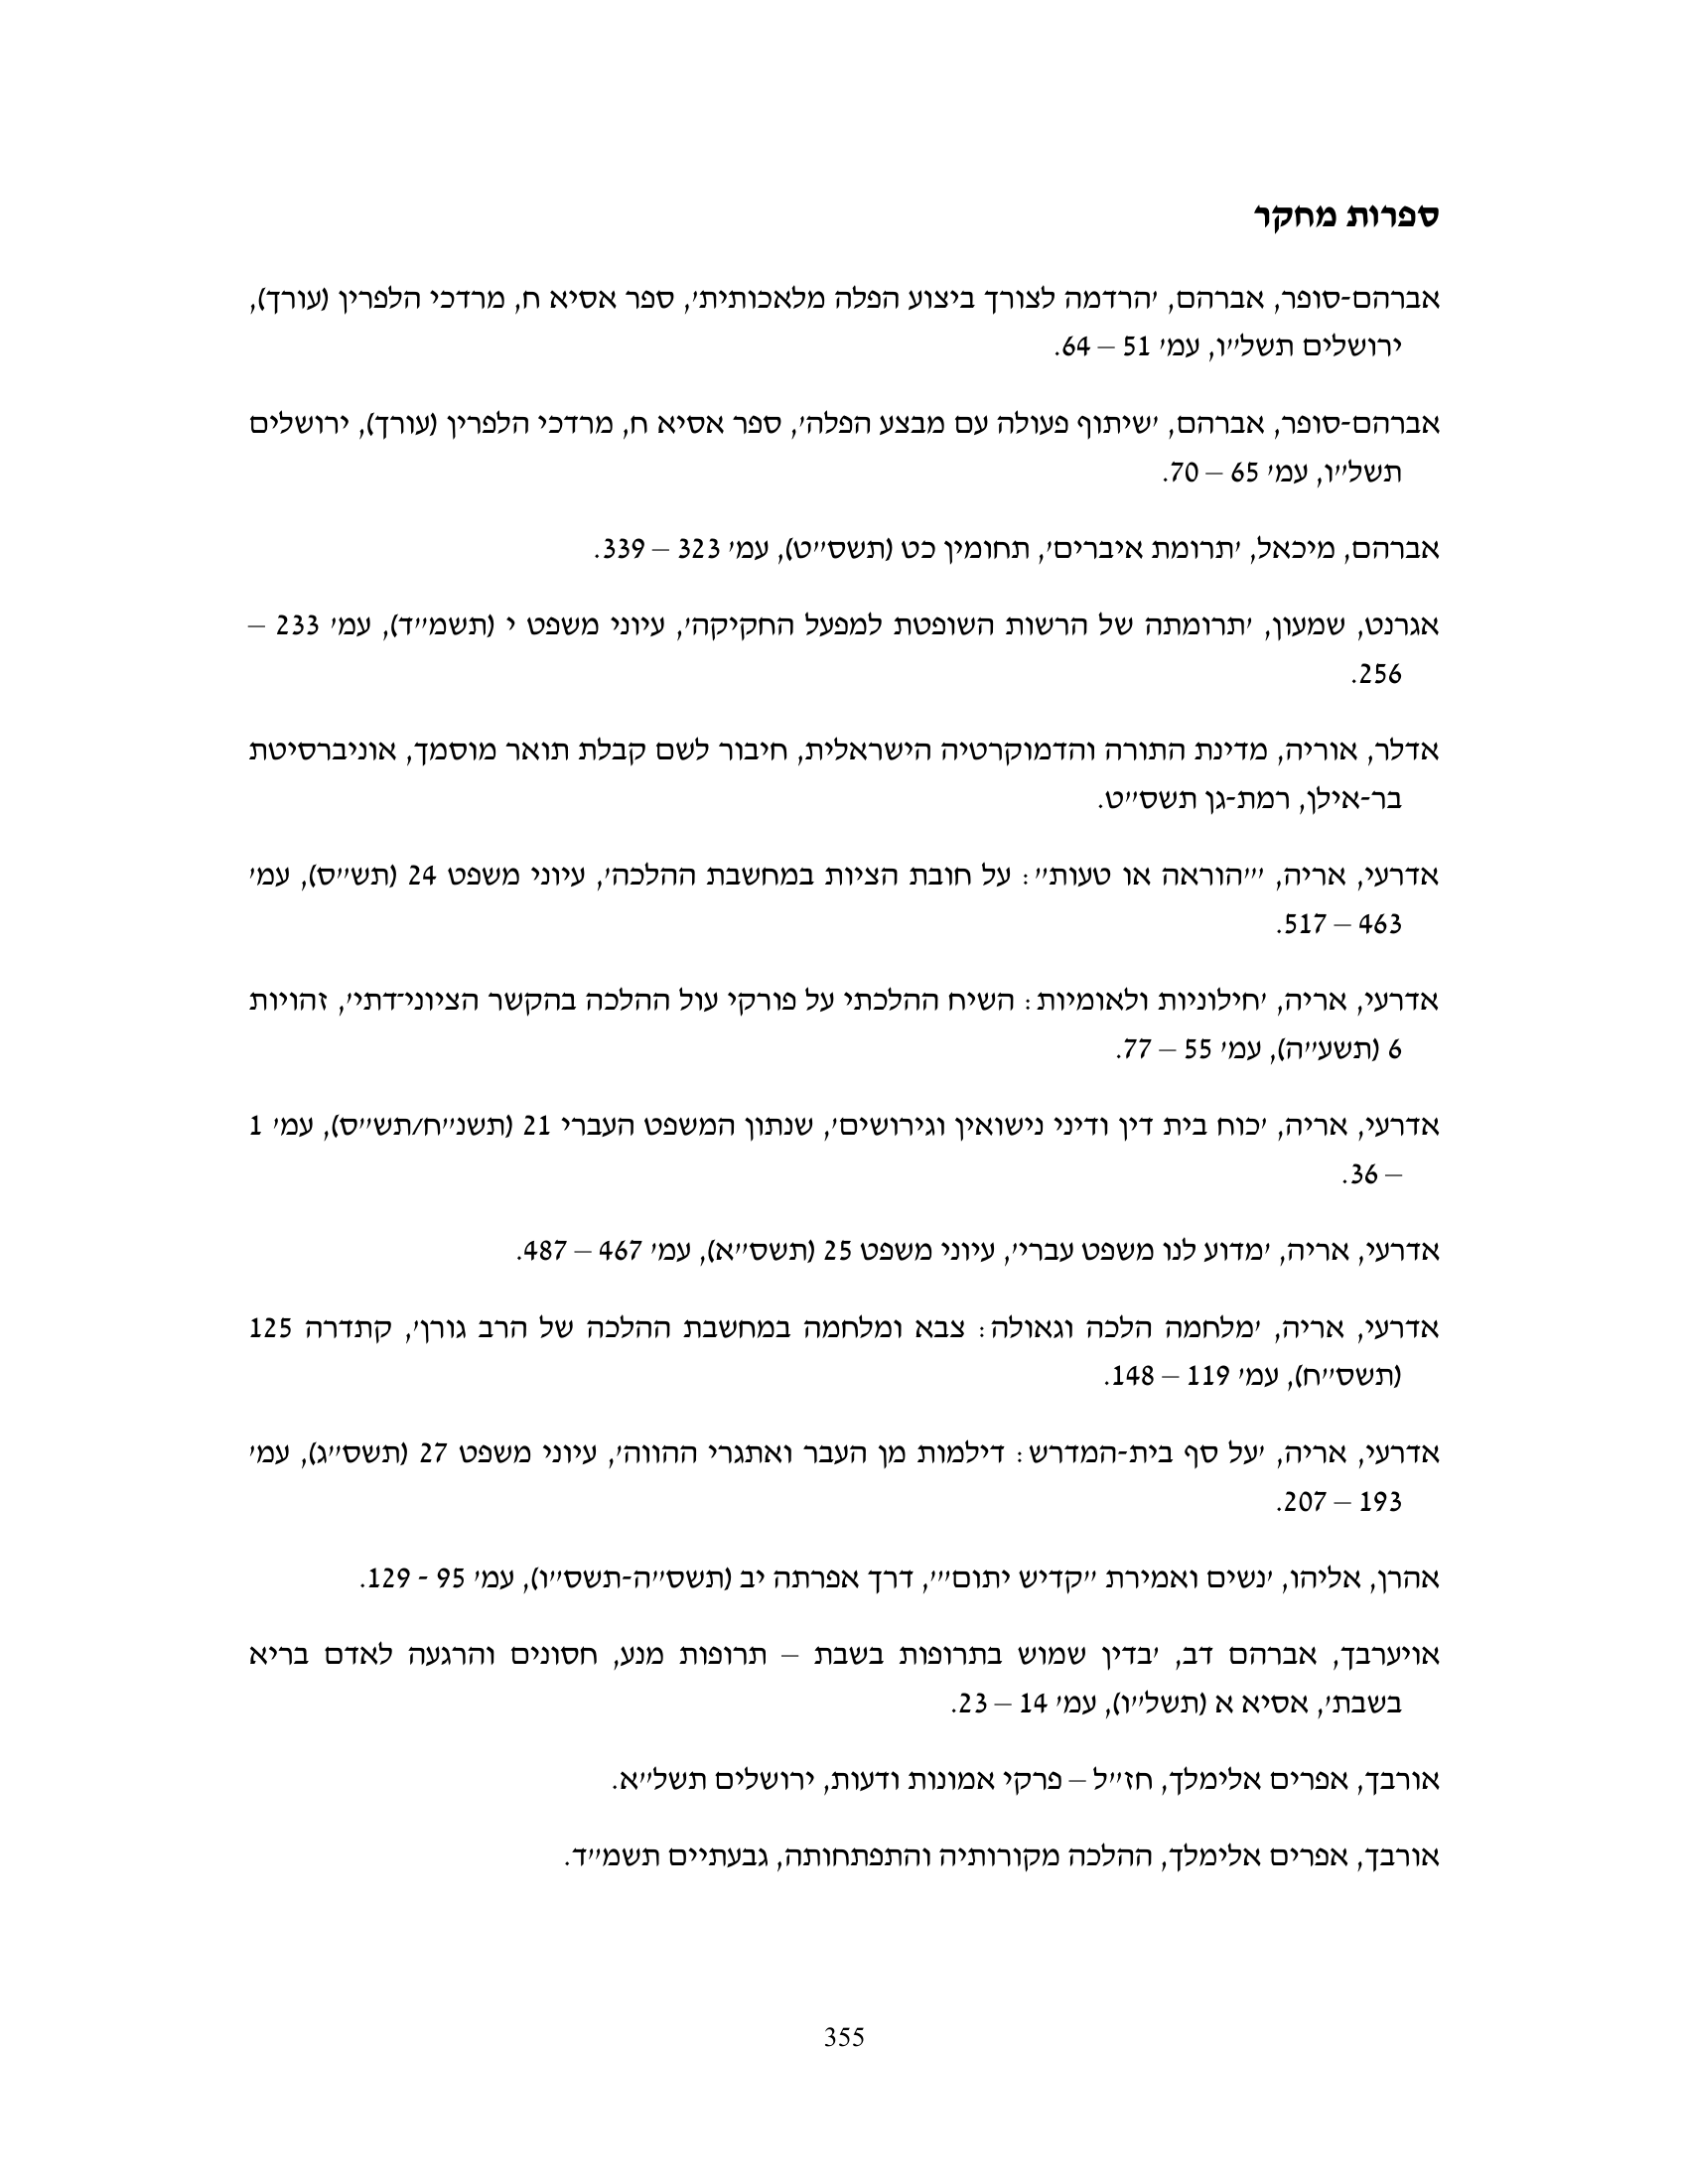 ספרות מחקר
אברהם-סופר, אברהם, 'הרדמה לצורך ביצוע הפלה מלאכותית', ספר אסיא ח, מרדכי הלפרין (עורך),
ירושלים תשל"ו, עמ' 51 – 64.
אברהם-סופר, אברהם, 'שיתוף פעולה עם מבצע הפלה', ספר אסיא ח, מרדכי הלפרין (עורך), ירושלים
תשל"ו, עמ' 65 – 70.
אברהם, מיכאל, 'תרומת איברים', תחומין כט (תשס"ט), עמ' 323 – 339.
אגרנט, שמעון, 'תרומתה של הרשות השופטת למפעל החקיקה', עיוני משפט י (תשמ"ד), עמ' 233 –
256.
אדלר, אוריה, מדינת התורה והדמוקרטיה הישראלית, חיבור לשם קבלת תואר מוסמך, אוניברסיטת
בר-אילן, רמת-גן תשס"ט.
אדרעי, אריה, '"הוראה או טעות": על חובת הציות במחשבת ההלכה', עיוני משפט 24 (תש"ס), עמ'
463 – 517.
אדרעי, אריה, 'חילוניות ולאומיות: השיח ההלכתי על פורקי עול ההלכה בהקשר הציוני־דתי', זהויות
6 (תשע"ה), עמ' 55 – 77.
אדרעי, אריה, 'כוח בית דין ודיני נישואין וגירושים', שנתון המשפט העברי 21 (תשנ"ח/תש"ס), עמ' 1
– 36.
אדרעי, אריה, 'מדוע לנו משפט עברי', עיוני משפט 25 (תשס"א), עמ' 467 – 487.
אדרעי, אריה, 'מלחמה הלכה וגאולה: צבא ומלחמה במחשבת ההלכה של הרב גורן', קתדרה 125
(תשס"ח), עמ' 119 – 148.
אדרעי, אריה, 'על סף בית-המדרש: דילמות מן העבר ואתגרי ההווה', עיוני משפט 27 (תשס"ג), עמ'
193 – 207.
אהרן, אליהו, 'נשים ואמירת "קדיש יתום"', דרך אפרתה יב (תשס"ה-תשס"ו), עמ' 95 - 129.
אויערבך, אברהם דב, 'בדין שמוש בתרופות בשבת – תרופות מנע, חסונים והרגעה לאדם בריא
בשבת', אסיא א (תשל"ו), עמ' 14 – 23.
אורבך, אפרים אלימלך, חז"ל – פרקי אמונות ודעות, ירושלים תשל"א.
אורבך, אפרים אלימלך, ההלכה מקורותיה והתפתחותה, גבעתיים תשמ"ד.
355